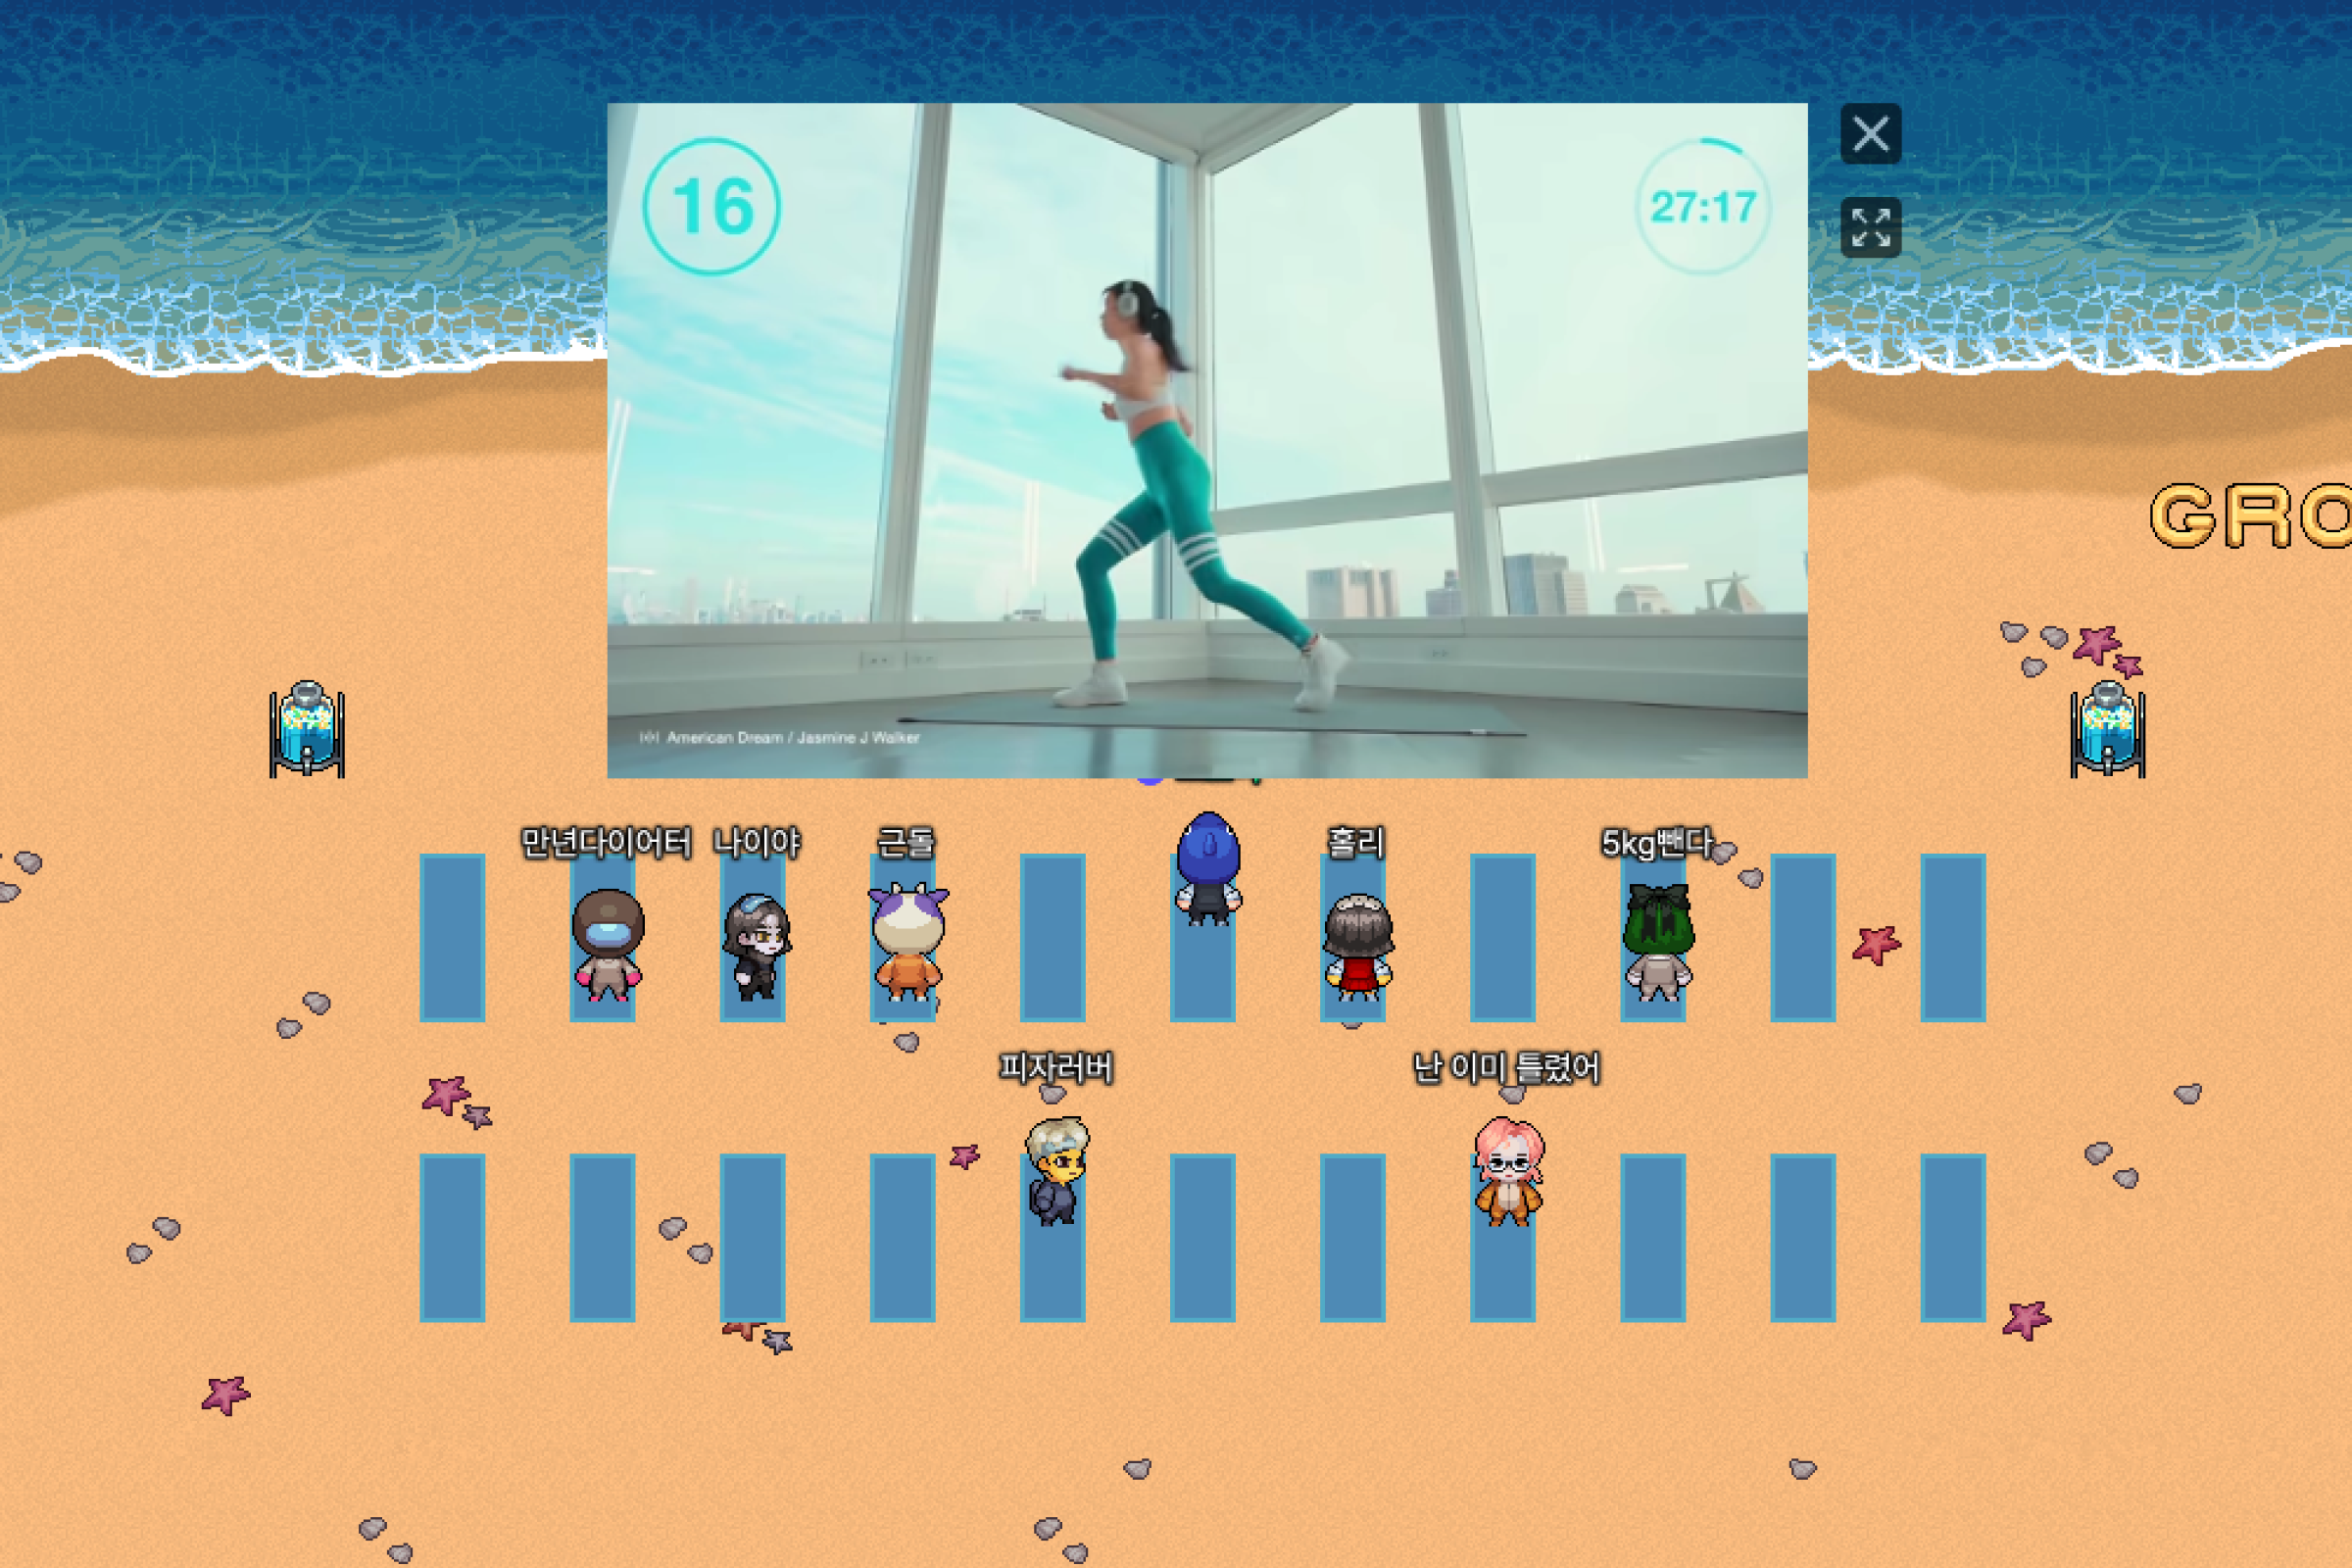 16
27:17
American Dream / Jasmine J Walker
GRO
만년다이어터
나이야
근돌
홀리
5kg뺀다
피자러버
난 이미 틀렸어